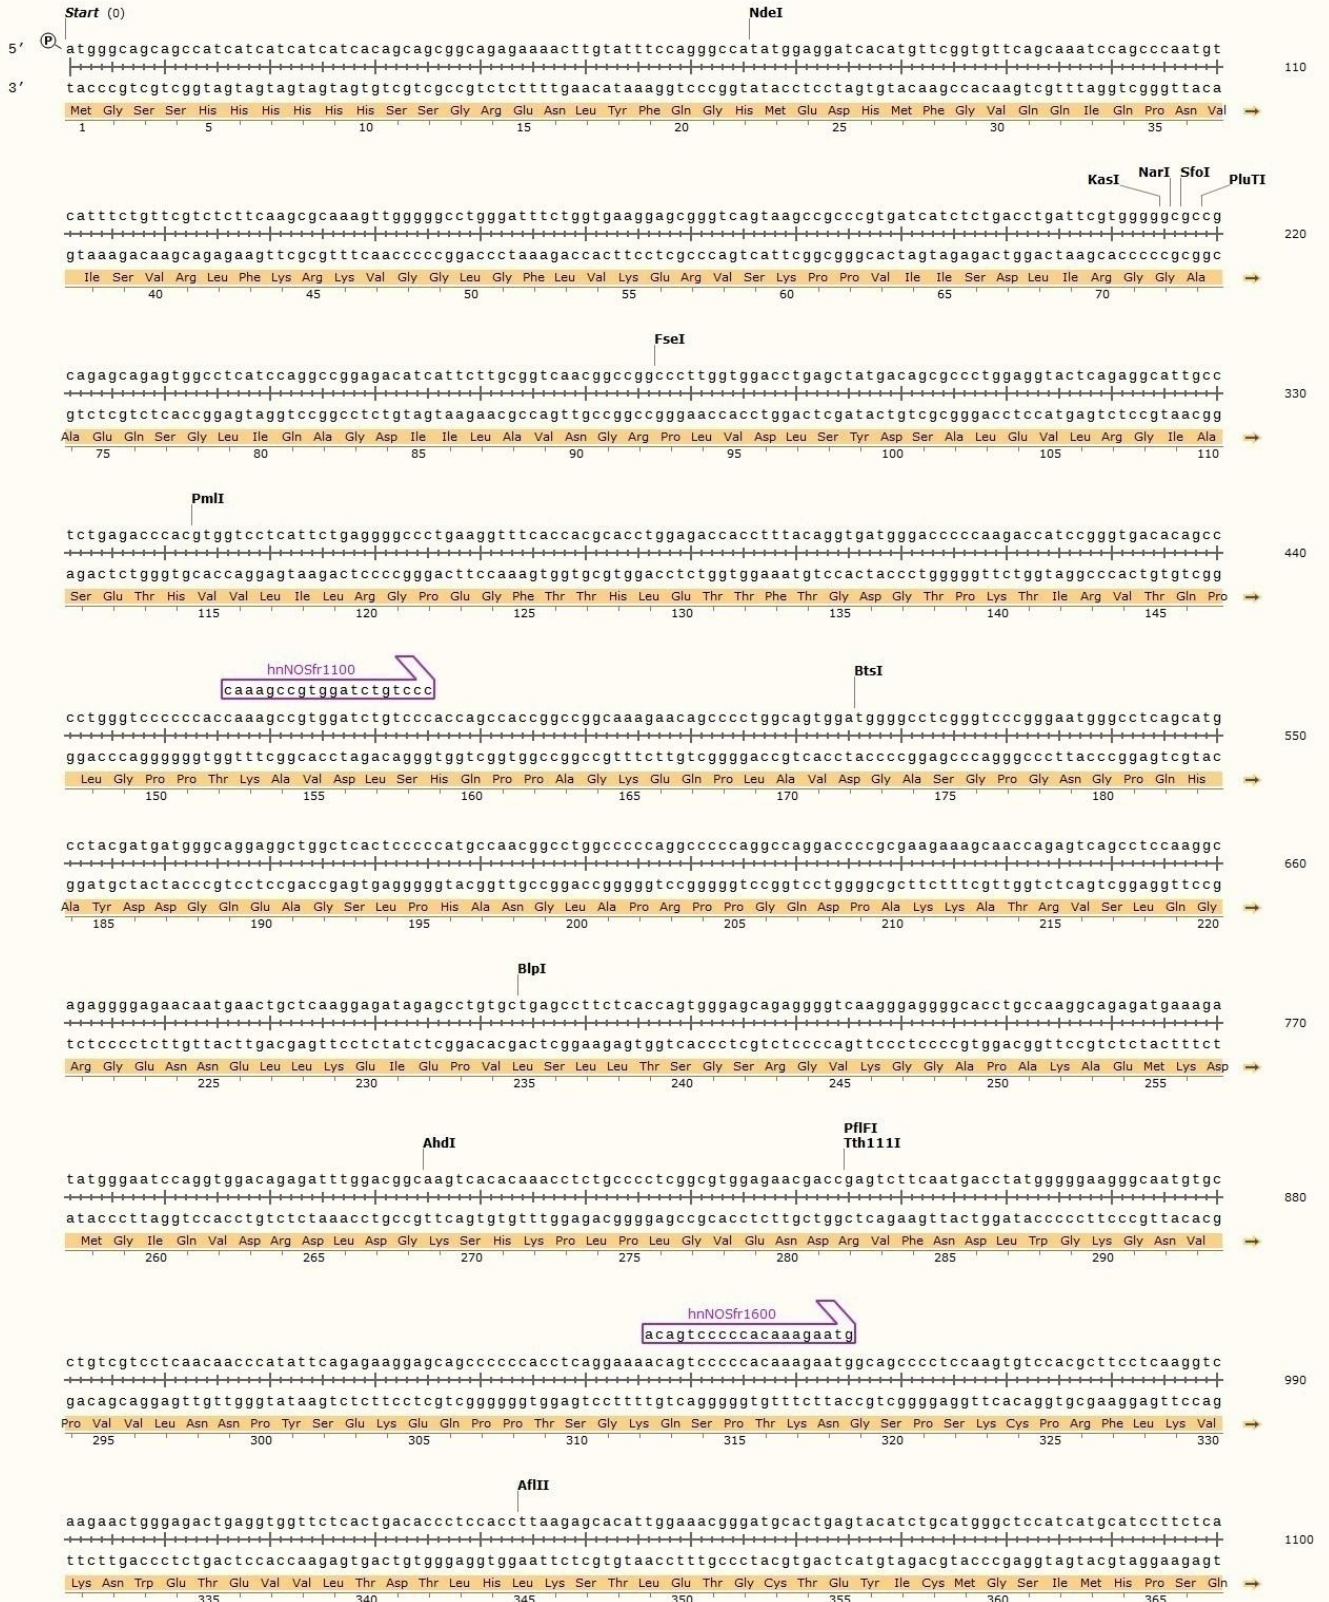 Start (0) NdeI
5' P atgggcagcagccatcatcatcatcatcacagcagcggcagagaaaacttgtatttccagggccatatggaggatcacatgttcggtgttcagcaaatccagcccaatgt
110
3' tacccgtcgtcggtagtagtagtagtagtgtcgtcgccgtctcttttgaacataaaggtcccggtatacctcctagtgtacaagccacaagtcgtttaggtcgggttaca
Met Gly Ser Ser His His His His His His Ser Ser Gly Arg Glu Asn Leu Tyr Phe Gln Gly His Met Glu Asp His Met Phe Gly Val Gln Gln Ile Gln Pro Asn Val
1 5 10 15 20 25 30 35
KasI NarI SfoI PluTI
catttctgttcgtctcttcaagcgcaaagttgggggcctgggatttctggtgaaggagcgggtcagtaagccgcccgtgatcatctctgacctgattcgtgggggcgccg
220
gtaaagacaagcagagaagttcgcgtttcaacccccggaccctaaagaccacttcctcgcccagtcattcggcgggcactagtagagactggactaagcacccccgcggc
Ile Ser Val Arg Leu Phe Lys Arg Lys Val Gly Gly Leu Gly Phe Leu Val Lys Glu Arg Val Ser Lys Pro Pro Val Ile Ile Ser Asp Leu Ile Arg Gly Gly Ala
40 45 50 55 60 65 70
FseI
cagagcagagtggcctcatccaggccggagacatcattcttgcggtcaacggccggcccttggtggacctgagctatgacagcgccctggaggtactcagaggcattgcc
330
gtctcgtctcaccggagtaggtccggcctctgtagtaagaacgccagttgccggccgggaaccacctggactcgatactgtcgcgggacctccatgagtctccgtaacgg
Ala Glu Gln Ser Gly Leu Ile Gln Ala Gly Asp Ile Ile Leu Ala Val Asn Gly Arg Pro Leu Val Asp Leu Ser Tyr Asp Ser Ala Leu Glu Val Leu Arg Gly Ile Ala
75 80 85 90 95 100 105 110
PmlI
tctgagacccacgtggtcctcattctgaggggccctgaaggtttcaccacgcacctggagaccacctttacaggtgatgggacccccaagaccatccgggtgacacagcc
440
agactctgggtgcaccaggagtaagactccccgggacttccaaagtggtgcgtggacctctggtggaaatgtccactaccctgggggttctggtaggcccactgtgtcgg
Ser Glu Thr His Val Val Leu Ile Leu Arg Gly Pro Glu Gly Phe Thr Thr His Leu Glu Thr Thr Phe Thr Gly Asp Gly Thr Pro Lys Thr Ile Arg Val Thr Gln Pro
115 120 125 130 135 140 145
hnNOSfr1100 BtsI
caaagccgtggatctgtccc
cctgggtccccccaccaaagccgtggatctgtcccaccagccaccggccggcaaagaacagcccctggcagtggatggggcctcgggtcccgggaatgggcctcagcatg
550
ggacccaggggggtggtttcggcacctagacagggtggtcggtggccggccgtttcttgtcggggaccgtcacctaccccggagcccagggcccttacccggagtcgtac
Leu Gly Pro Pro Thr Lys Ala Val Asp Leu Ser His Gln Pro Pro Ala Gly Lys Glu Gln Pro Leu Ala Val Asp Gly Ala Ser Gly Pro Gly Asn Gly Pro Gln His
150 155 160 165 170 175 180
cctacgatgatgggcaggaggctggctcactcccccatgccaacggcctggcccccaggcccccaggccaggaccccgcgaagaaagcaaccagagtcagcctccaaggc
660
ggatgctactacccgtcctccgaccgagtgagggggtacggttgccggaccgggggtccgggggtccggtcctggggcgcttctttcgttggtctcagtcggaggttccg
Ala Tyr Asp Asp Gly Gln Glu Ala Gly Ser Leu Pro His Ala Asn Gly Leu Ala Pro Arg Pro Pro Gly Gln Asp Pro Ala Lys Lys Ala Thr Arg Val Ser Leu Gln Gly
185 190 195 200 205 210 215 220
BlpI
agaggggagaacaatgaactgctcaaggagatagagcctgtgctgagccttctcaccagtgggagcagaggggtcaagggaggggcacctgccaaggcagagatgaaaga
770
tctcccctcttgttacttgacgagttcctctatctcggacacgactcggaagagtggtcaccctcgtctccccagttccctccccgtggacggttccgtctctactttct
Arg Gly Glu Asn Asn Glu Leu Leu Lys Glu Ile Glu Pro Val Leu Ser Leu Leu Thr Ser Gly Ser Arg Gly Val Lys Gly Gly Ala Pro Ala Lys Ala Glu Met Lys Asp
225 230 235 240 245 250 255
PflFI
AhdI Tth111I
tatgggaatccaggtggacagagatttggacggcaagtcacacaaacctctgcccctcggcgtggagaacgaccgagtcttcaatgacctatgggggaagggcaatgtgc
880
atacccttaggtccacctgtctctaaacctgccgttcagtgtgtttggagacggggagccgcacctcttgctggctcagaagttactggatacccccttcccgttacacg
Met Gly Ile Gln Val Asp Arg Asp Leu Asp Gly Lys Ser His Lys Pro Leu Pro Leu Gly Val Glu Asn Asp Arg Val Phe Asn Asp Leu Trp Gly Lys Gly Asn Val
260 265 270 275 280 285 290
hnNOSfr1600
acagtcccccacaaagaatg
ctgtcgtcctcaacaacccatattcagagaaggagcagccccccacctcaggaaaacagtcccccacaaagaatggcagcccctccaagtgtccacgcttcctcaaggtc
990
gacagcaggagttgttgggtataagtctcttcctcgtcggggggtggagtccttttgtcagggggtgtttcttaccgtcggggaggttcacaggtgcgaaggagttccag
Pro Val Val Leu Asn Asn Pro Tyr Ser Glu Lys Glu Gln Pro Pro Thr Ser Gly Lys Gln Ser Pro Thr Lys Asn Gly Ser Pro Ser Lys Cys Pro Arg Phe Leu Lys Val
295 300 305 310 315 320 325 330
AflII
aagaactgggagactgaggtggttctcactgacaccctccaccttaagagcacattggaaacgggatgcactgagtacatctgcatgggctccatcatgcatccttctca
1100
ttcttgaccctctgactccaccaagagtgactgtgggaggtggaattctcgtgtaacctttgccctacgtgactcatgtagacgtacccgaggtagtacgtaggaagagt
Lys Asn Trp Glu Thr Glu Val Val Leu Thr Asp Thr Leu His Leu Lys Ser Thr Leu Glu Thr Gly Cys Thr Glu Tyr Ile Cys Met Gly Ser Ile Met His Pro Ser Gln
335 340 345 350 355 360 365